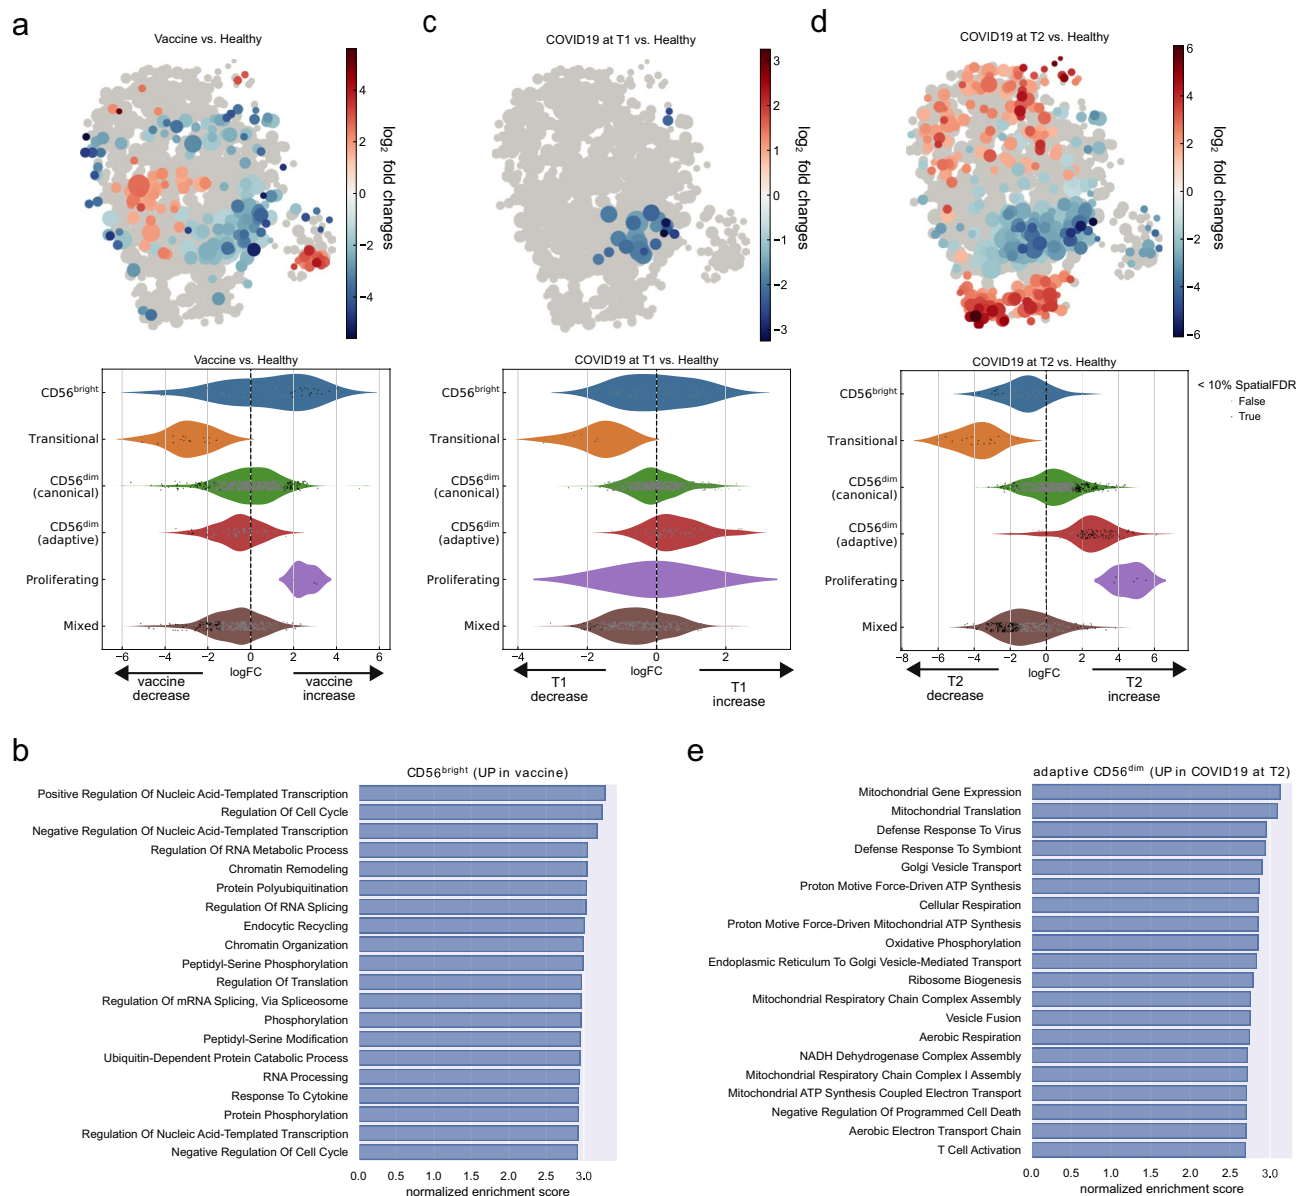 a
Vaccine vs. Healthy
4
2
0
−2
−4
log₂ fold changes
c
COVID19 at T1 vs. Healthy
3
2
1
0
−1
−2
−3
log₂ fold changes
d
COVID19 at T2 vs. Healthy
6
4
2
0
−2
−4
−6
log₂ fold changes
Vaccine vs. Healthy
CD56bright
Transitional
CD56dim
(canonical)
CD56dim
(adaptive)
Proliferating
Mixed
−6 −4 −2 0 2 4 6
logFC
vaccine
decrease
vaccine
increase
COVID19 at T1 vs. Healthy
CD56bright
Transitional
CD56dim
(canonical)
CD56dim
(adaptive)
Proliferating
Mixed
−4 −2 0 2
logFC
T1
decrease
T1
increase
COVID19 at T2 vs. Healthy
CD56bright
Transitional
CD56dim
(canonical)
CD56dim
(adaptive)
Proliferating
Mixed
−8 −6 −4 −2 0 2 4 6
logFC
T2
decrease
T2
increase
< 10% SpatialFDR
False
True
b
CD56bright (UP in vaccine)
Positive Regulation Of Nucleic Acid-Templated Transcription
Regulation Of Cell Cycle
Negative Regulation Of Nucleic Acid-Templated Transcription
Regulation Of RNA Metabolic Process
Chromatin Remodeling
Protein Polyubiquitination
Regulation Of RNA Splicing
Endocytic Recycling
Chromatin Organization
Peptidyl-Serine Phosphorylation
Regulation Of Translation
Regulation Of mRNA Splicing, Via Spliceosome
Phosphorylation
Peptidyl-Serine Modification
Ubiquitin-Dependent Protein Catabolic Process
RNA Processing
Response To Cytokine
Protein Phosphorylation
Regulation Of Nucleic Acid-Templated Transcription
Negative Regulation Of Cell Cycle
0.0 0.5 1.0 1.5 2.0 2.5 3.0
normalized enrichment score
e
adaptive CD56dim (UP in COVID19 at T2)
Mitochondrial Gene Expression
Mitochondrial Translation
Defense Response To Virus
Defense Response To Symbiont
Golgi Vesicle Transport
Proton Motive Force-Driven ATP Synthesis
Cellular Respiration
Proton Motive Force-Driven Mitochondrial ATP Synthesis
Oxidative Phosphorylation
Endoplasmic Reticulum To Golgi Vesicle-Mediated Transport
Ribosome Biogenesis
Mitochondrial Respiratory Chain Complex Assembly
Vesicle Fusion
Aerobic Respiration
NADH Dehydrogenase Complex Assembly
Mitochondrial Respiratory Chain Complex I Assembly
Mitochondrial ATP Synthesis Coupled Electron Transport
Negative Regulation Of Programmed Cell Death
Aerobic Electron Transport Chain
T Cell Activation
0.0 0.5 1.0 1.5 2.0 2.5 3.0
normalized enrichment score